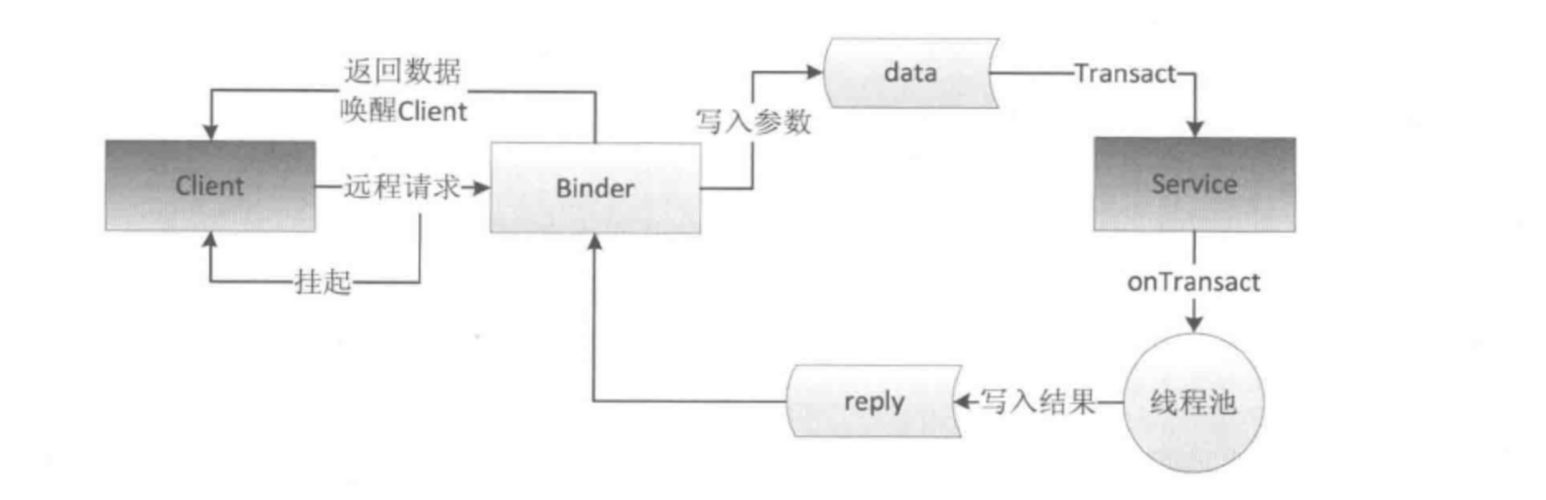 返回数据
唤醒Client
Client
远程请求
挂起
Binder
写入参数
data
Transact
Service
onTransact
线程池
写入结果
reply